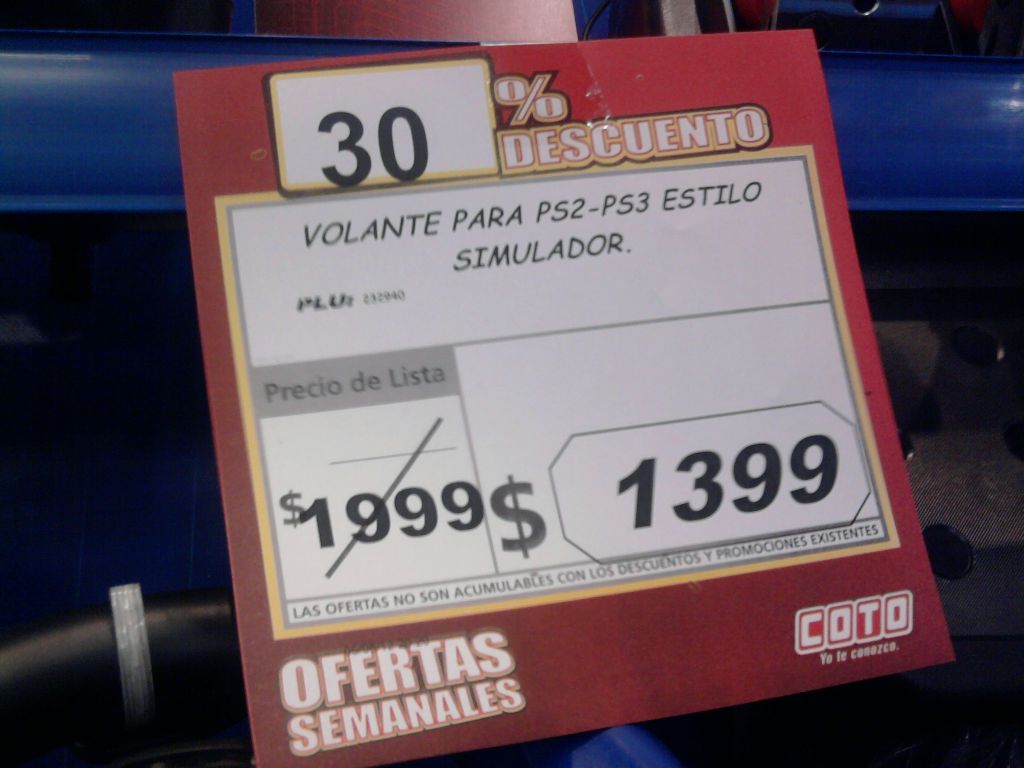 30 % DESCUENTO
VOLANTE PARA PS2-PS3 ESTILO
SIMULADOR.
PLU: 232940
Precio de Lista
$1999
$ 1399
LAS OFERTAS NO SON ACUMULABLES CON LOS DESCUENTOS Y PROMOCIONES EXISTENTES
OFERTAS
SEMANALES
COTO
Yo te conozco.